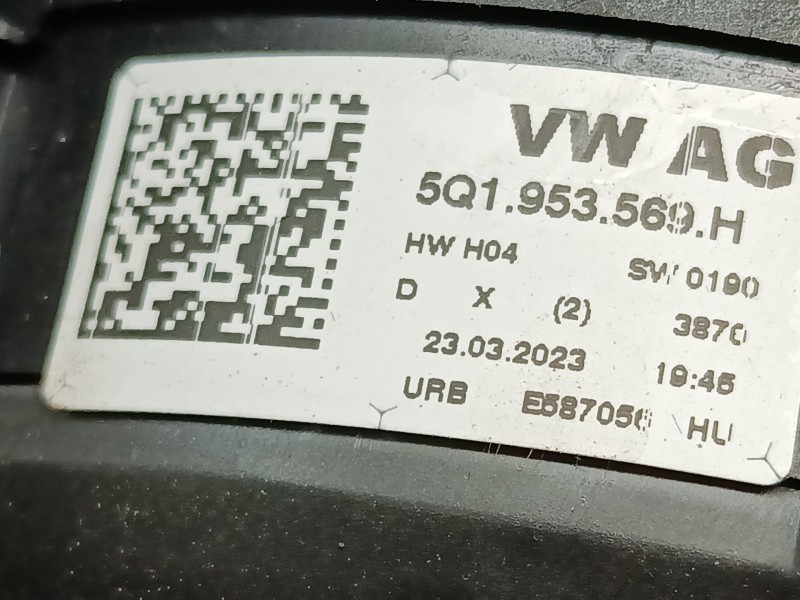 VW AG
5Q1.953.569.H
HW H04 SW 0190
D X (2) 3870
23.03.2023 19:45
URB HU